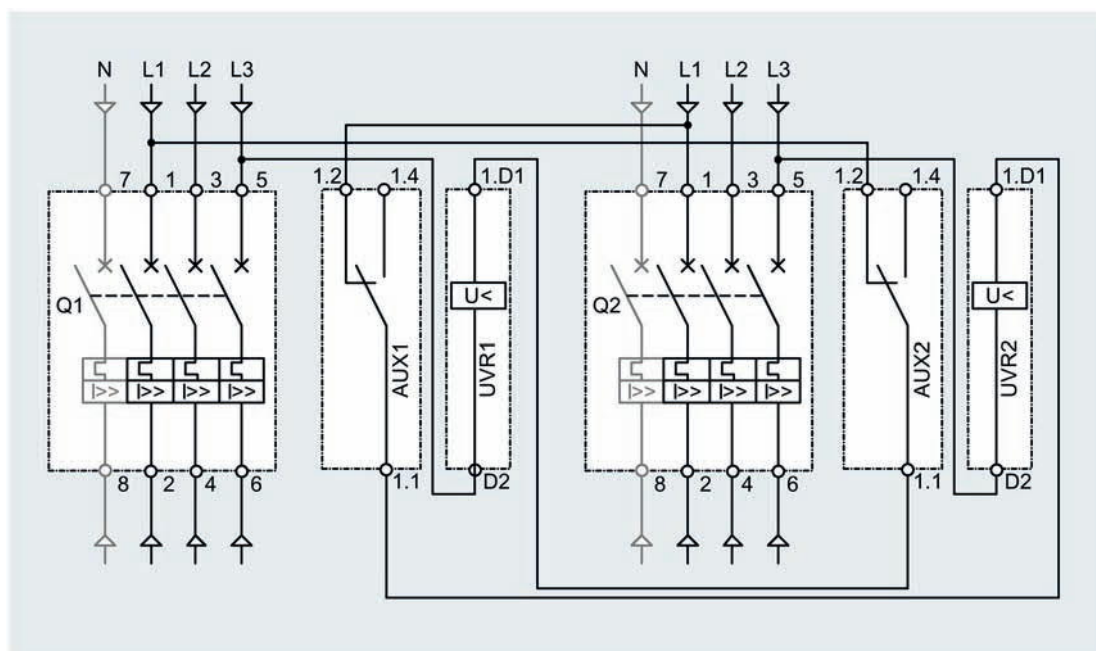 N L1 L2 L3 N L1 L2 L3
7 1 3 5 1.2 1.4 1.D1 7 1 3 5 1.2 1.4 1.D1
Q1 U< Q2 U<
AUX1 UVR1 AUX2 UVR2
I>> I>> I>> I>> I>> I>> I>> I>>
8 2 4 6 1.1 D2 8 2 4 6 1.1 D2